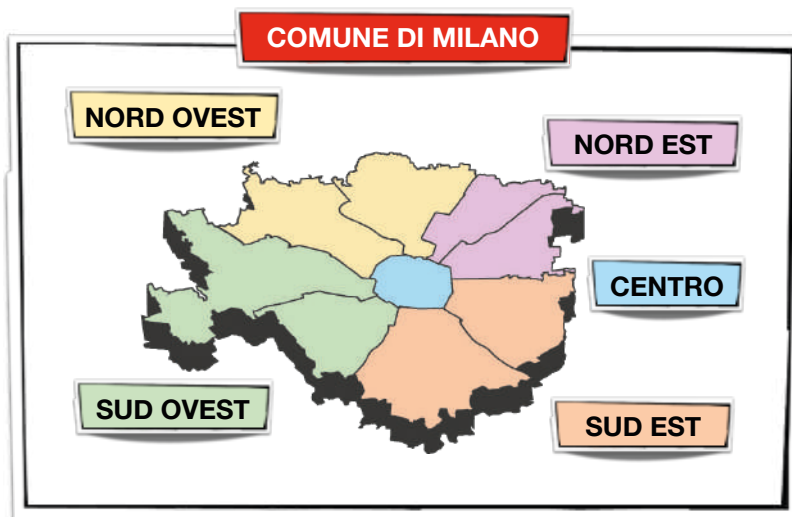 COMUNE DI MILANO
NORD OVEST
NORD EST
CENTRO
SUD OVEST
SUD EST